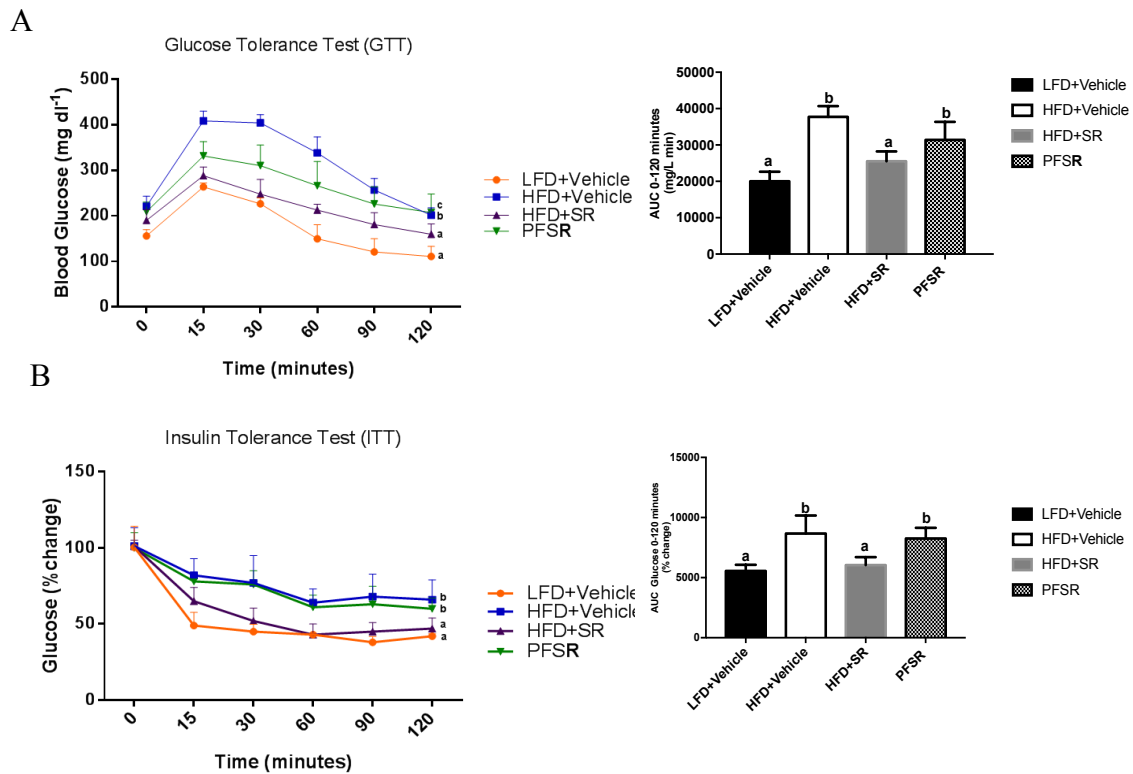 A
Glucose Tolerance Test (GTT)
Blood Glucose (mg dl-1)
500
400
300
200
100
0
0
15
30
60
90
120
Time (minutes)
c
b
a
a
LFD+Vehicle
HFD+Vehicle
HFD+SR
PFSR
AUC 0-120 minutes
(mg/L min)
50000
40000
30000
20000
10000
0
a
b
a
b
LFD+Vehicle
HFD+Vehicle
HFD+SR
PFSR
LFD+Vehicle
HFD+Vehicle
HFD+SR
PFSR
B
Insulin Tolerance Test (ITT)
Glucose (% change)
150
100
50
0
0
15
30
60
90
120
Time (minutes)
b
b
a
a
LFD+Vehicle
HFD+Vehicle
HFD+SR
PFSR
AUC Glucose 0-120 minutes
(% change)
15000
10000
5000
0
a
b
a
b
LFD+Vehicle
HFD+Vehicle
HFD+SR
PFSR
LFD+Vehicle
HFD+Vehicle
HFD+SR
PFSR